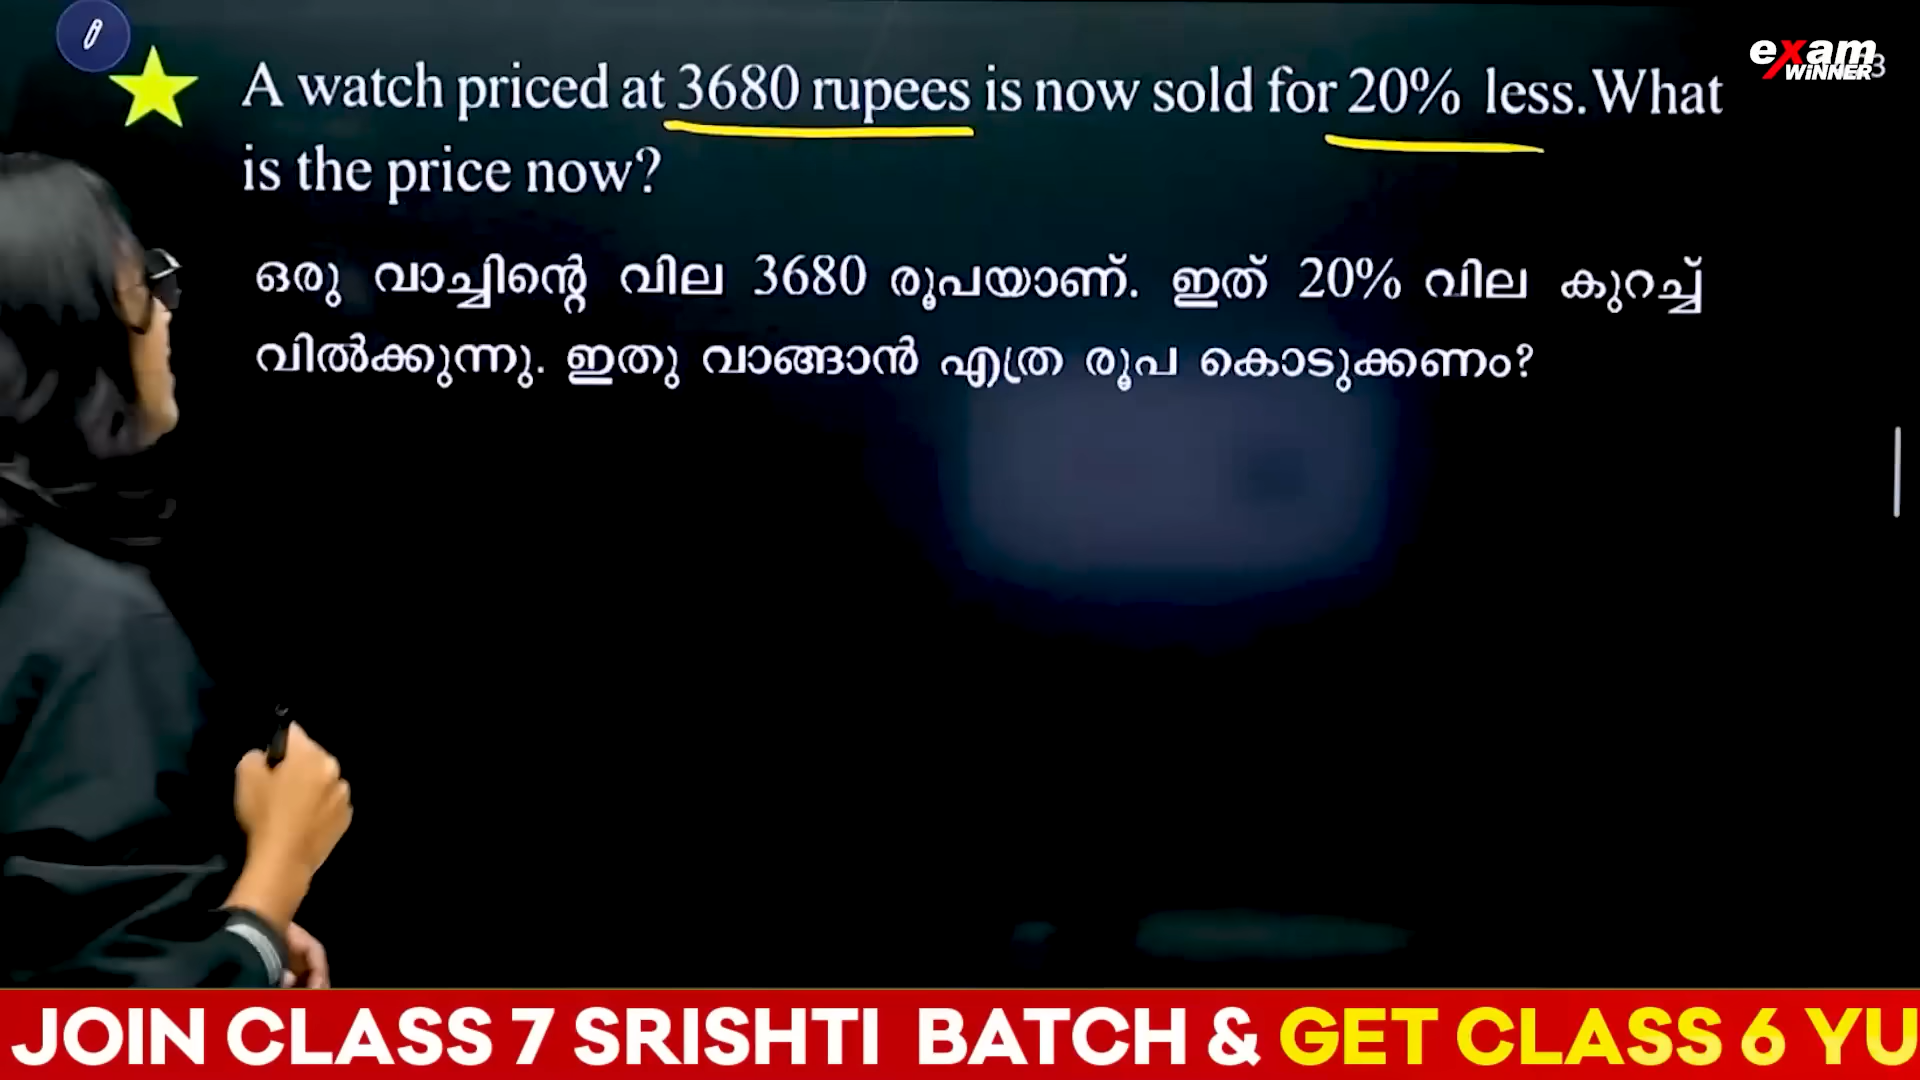 exam
WiNNER
A watch priced at 3680 rupees is now sold for 20% less. What
is the price now?
ഒരു വാച്ചിന്റെ വില 3680 രൂപയാണ്. ഇത് 20% വില കുറച്ച്
വിൽക്കുന്നു. ഇതു വാങ്ങാൻ എത്ര രൂപ കൊടുക്കണം?
JOIN CLASS 7 SRISHTI BATCH & GET CLASS 6 YU